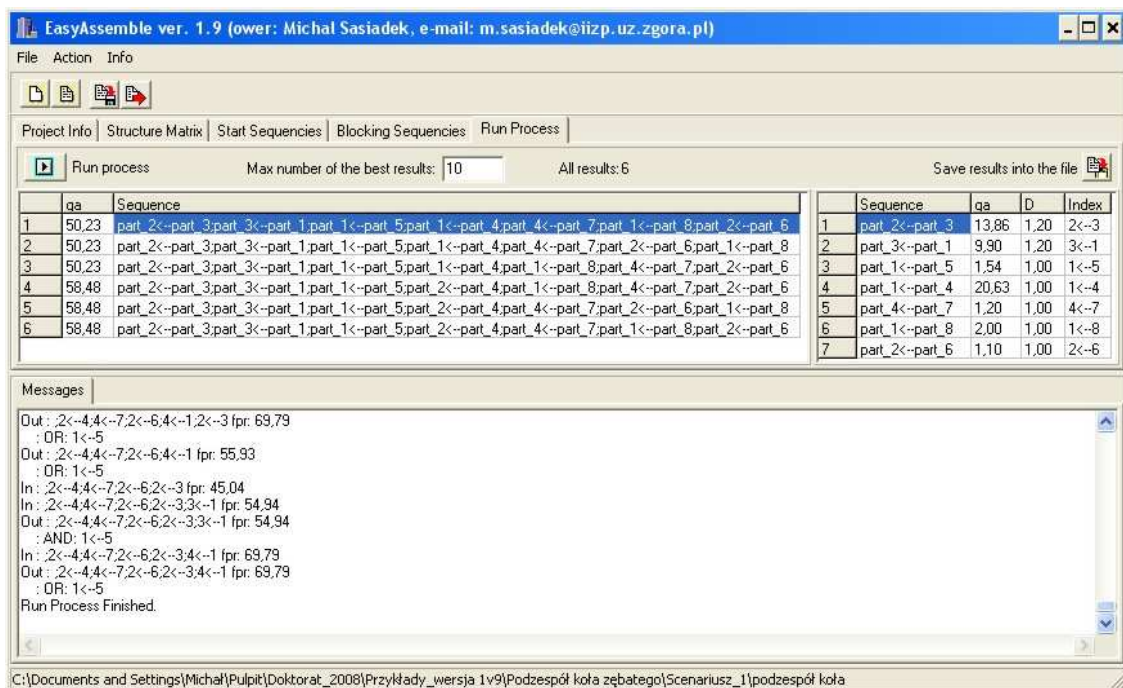 EasyAssemble ver. 1.9 (ower: Michal Sasiadek, e-mail: m.sasiadek@iizp.uz.zgora.pl)
File Action Info
Project Info Structure Matrix Start Sequencies Blocking Sequencies Run Process
Run process Max number of the best results: 10 All results: 6 Save results into the file
qa Sequence
1 50,23 part_2<--part_3;part_3<--part_1;part_1<--part_5;part_1<--part_4;part_4<--part_7;part_1<--part_8;part_2<--part_6
2 50,23 part_2<--part_3;part_3<--part_1;part_1<--part_5;part_1<--part_4;part_4<--part_7;part_2<--part_6;part_1<--part_8
3 50,23 part_2<--part_3;part_3<--part_1;part_1<--part_5;part_1<--part_4;part_1<--part_8;part_4<--part_7;part_2<--part_6
4 58,48 part_2<--part_3;part_3<--part_1;part_1<--part_5;part_2<--part_4;part_1<--part_8;part_4<--part_7;part_2<--part_6
5 58,48 part_2<--part_3;part_3<--part_1;part_1<--part_5;part_2<--part_4;part_4<--part_7;part_2<--part_6;part_1<--part_8
6 58,48 part_2<--part_3;part_3<--part_1;part_1<--part_5;part_2<--part_4;part_4<--part_7;part_1<--part_8;part_2<--part_6
Sequence qa D Index
1 part_2<--part_3 13,86 1,20 2<--3
2 part_3<--part_1 9,90 1,20 3<--1
3 part_1<--part_5 1,54 1,00 1<--5
4 part_1<--part_4 20,63 1,00 1<--4
5 part_4<--part_7 1,20 1,00 4<--7
6 part_1<--part_8 2,00 1,00 1<--8
7 part_2<--part_6 1,10 1,00 2<--6
Messages
Out : ;2<--4;4<--7;2<--6;4<--1;2<--3 fpr: 69,79
: OR: 1<--5
Out : ;2<--4;4<--7;2<--6;4<--1 fpr: 55,93
: OR: 1<--5
In : ;2<--4;4<--7;2<--6;2<--3 fpr: 45,04
In : ;2<--4;4<--7;2<--6;2<--3;3<--1 fpr: 54,94
Out : ;2<--4;4<--7;2<--6;2<--3;3<--1 fpr: 54,94
: AND: 1<--5
In : ;2<--4;4<--7;2<--6;2<--3;4<--1 fpr: 69,79
Out : ;2<--4;4<--7;2<--6;2<--3;4<--1 fpr: 69,79
: OR: 1<--5
Run Process Finished.
C:\Documents and Settings\Michał\Pulpit\Doktorat_2008\Przykłady_wersja 1v9\Podzespół koła zębatego\Scenariusz_1\podzespół koła